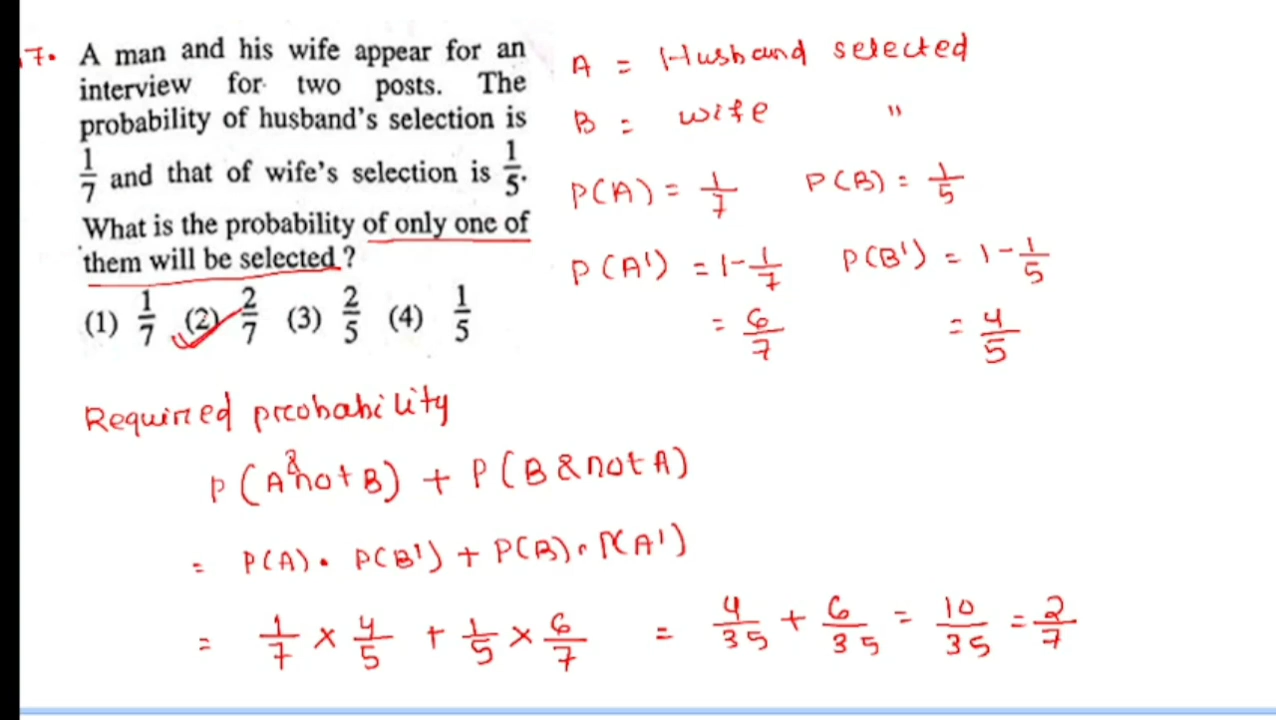 17. A man and his wife appear for an
interview for two posts. The
probability of husband's selection is
1/7 and that of wife's selection is 1/5.
What is the probability of only one of
them will be selected ?
(1) 1/7 (2) 2/7 (3) 2/5 (4) 1/5
A = Husband selected
B = wife "
P(A) = 1/7 P(B) = 1/5
P(A') = 1 - 1/7 P(B') = 1 - 1/5
= 6/7 = 4/5
Required probability
P(A & not B) + P(B & not A)
= P(A) . P(B') + P(B) . P(A')
= 1/7 × 4/5 + 1/5 × 6/7 = 4/35 + 6/35 = 10/35 = 2/7